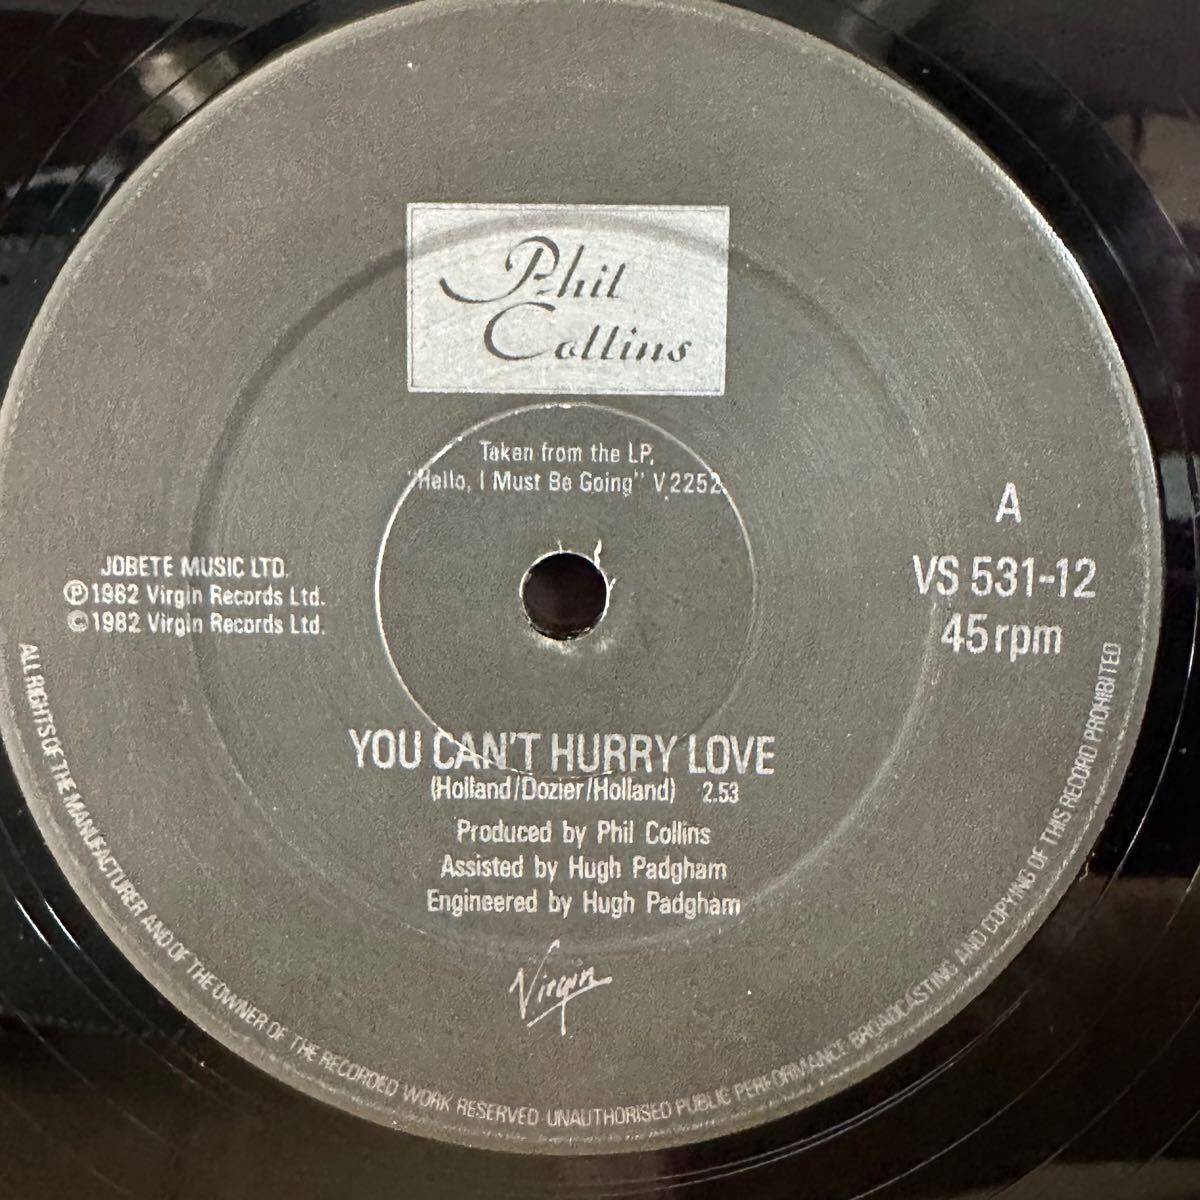 Phil
Collins
Taken from the LP,
"Hello, I Must Be Going" V 2252
A
VS 531-12
45 rpm
JOBETE MUSIC LTD.
℗1982 Virgin Records Ltd.
©1982 Virgin Records Ltd.
YOU CAN'T HURRY LOVE
(Holland/Dozier/Holland) 2.53
Produced by Phil Collins
Assisted by Hugh Padgham
Engineered by Hugh Padgham
Virgin
ALL RIGHTS OF THE MANUFACTURER AND OF THE OWNER OF THE RECORDED WORK RESERVED UNAUTHORISED PUBLIC PERFORMANCE BROADCASTING AND COPYING OF THIS RECORD PROHIBITED